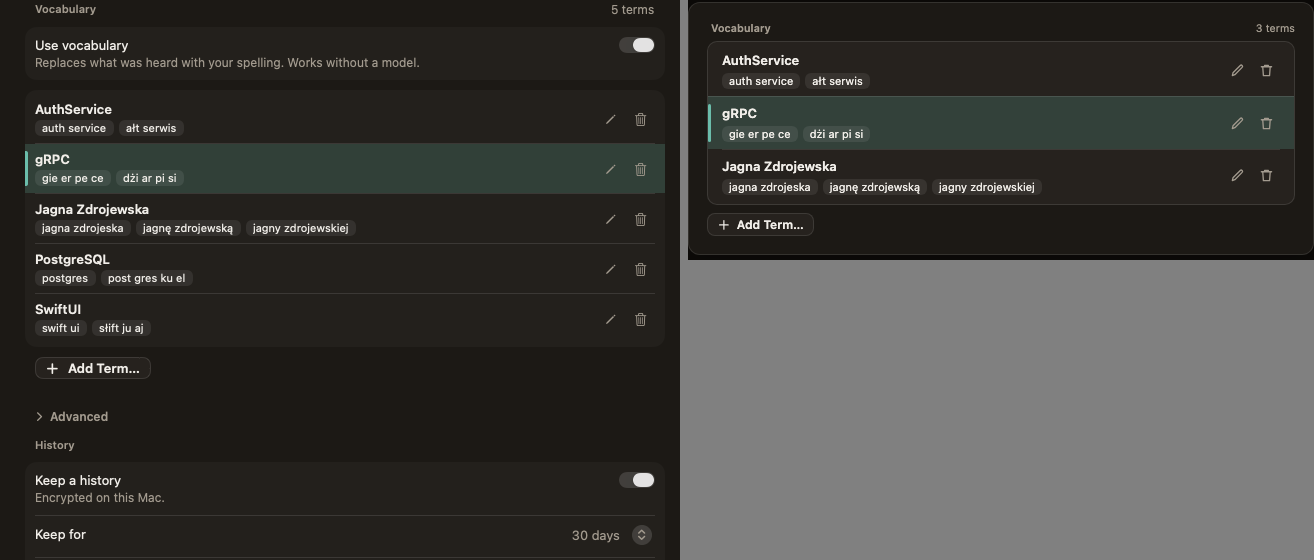 Vocabulary 5 terms
Use vocabulary
Replaces what was heard with your spelling. Works without a model.
AuthService
auth service ałt serwis
gRPC
gie er pe ce dżi ar pi si
Jagna Zdrojewska
jagna zdrojeska jagnę zdrojewską jagny zdrojewskiej
PostgreSQL
postgres post gres ku el
SwiftUI
swift ui słift ju aj
+ Add Term...
> Advanced
History
Keep a history
Encrypted on this Mac.
Keep for 30 days
Vocabulary 3 terms
AuthService
auth service ałt serwis
gRPC
gie er pe ce dżi ar pi si
Jagna Zdrojewska
jagna zdrojeska jagnę zdrojewską jagny zdrojewskiej
+ Add Term...